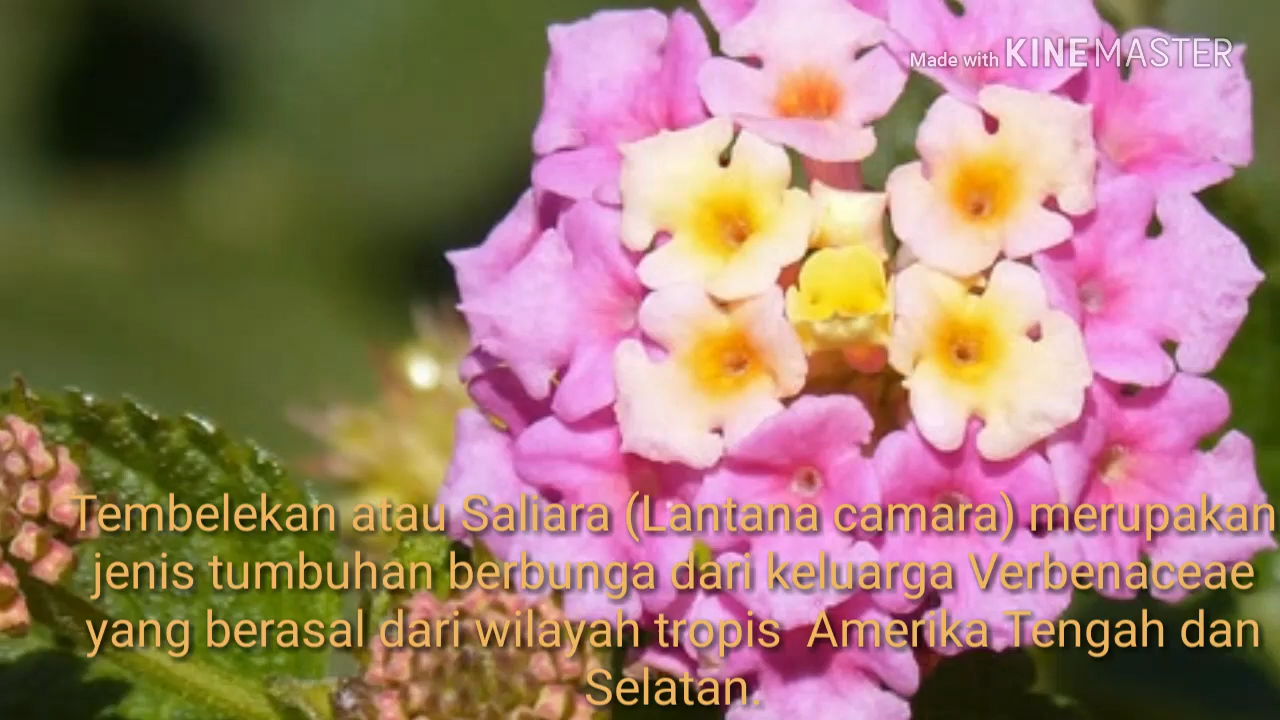 Made with KINEMASTER
Tembelekan atau Saliara (Lantana camara) merupakan
jenis tumbuhan berbunga dari keluarga Verbenaceae
yang berasal dari wilayah tropis Amerika Tengah dan
Selatan.